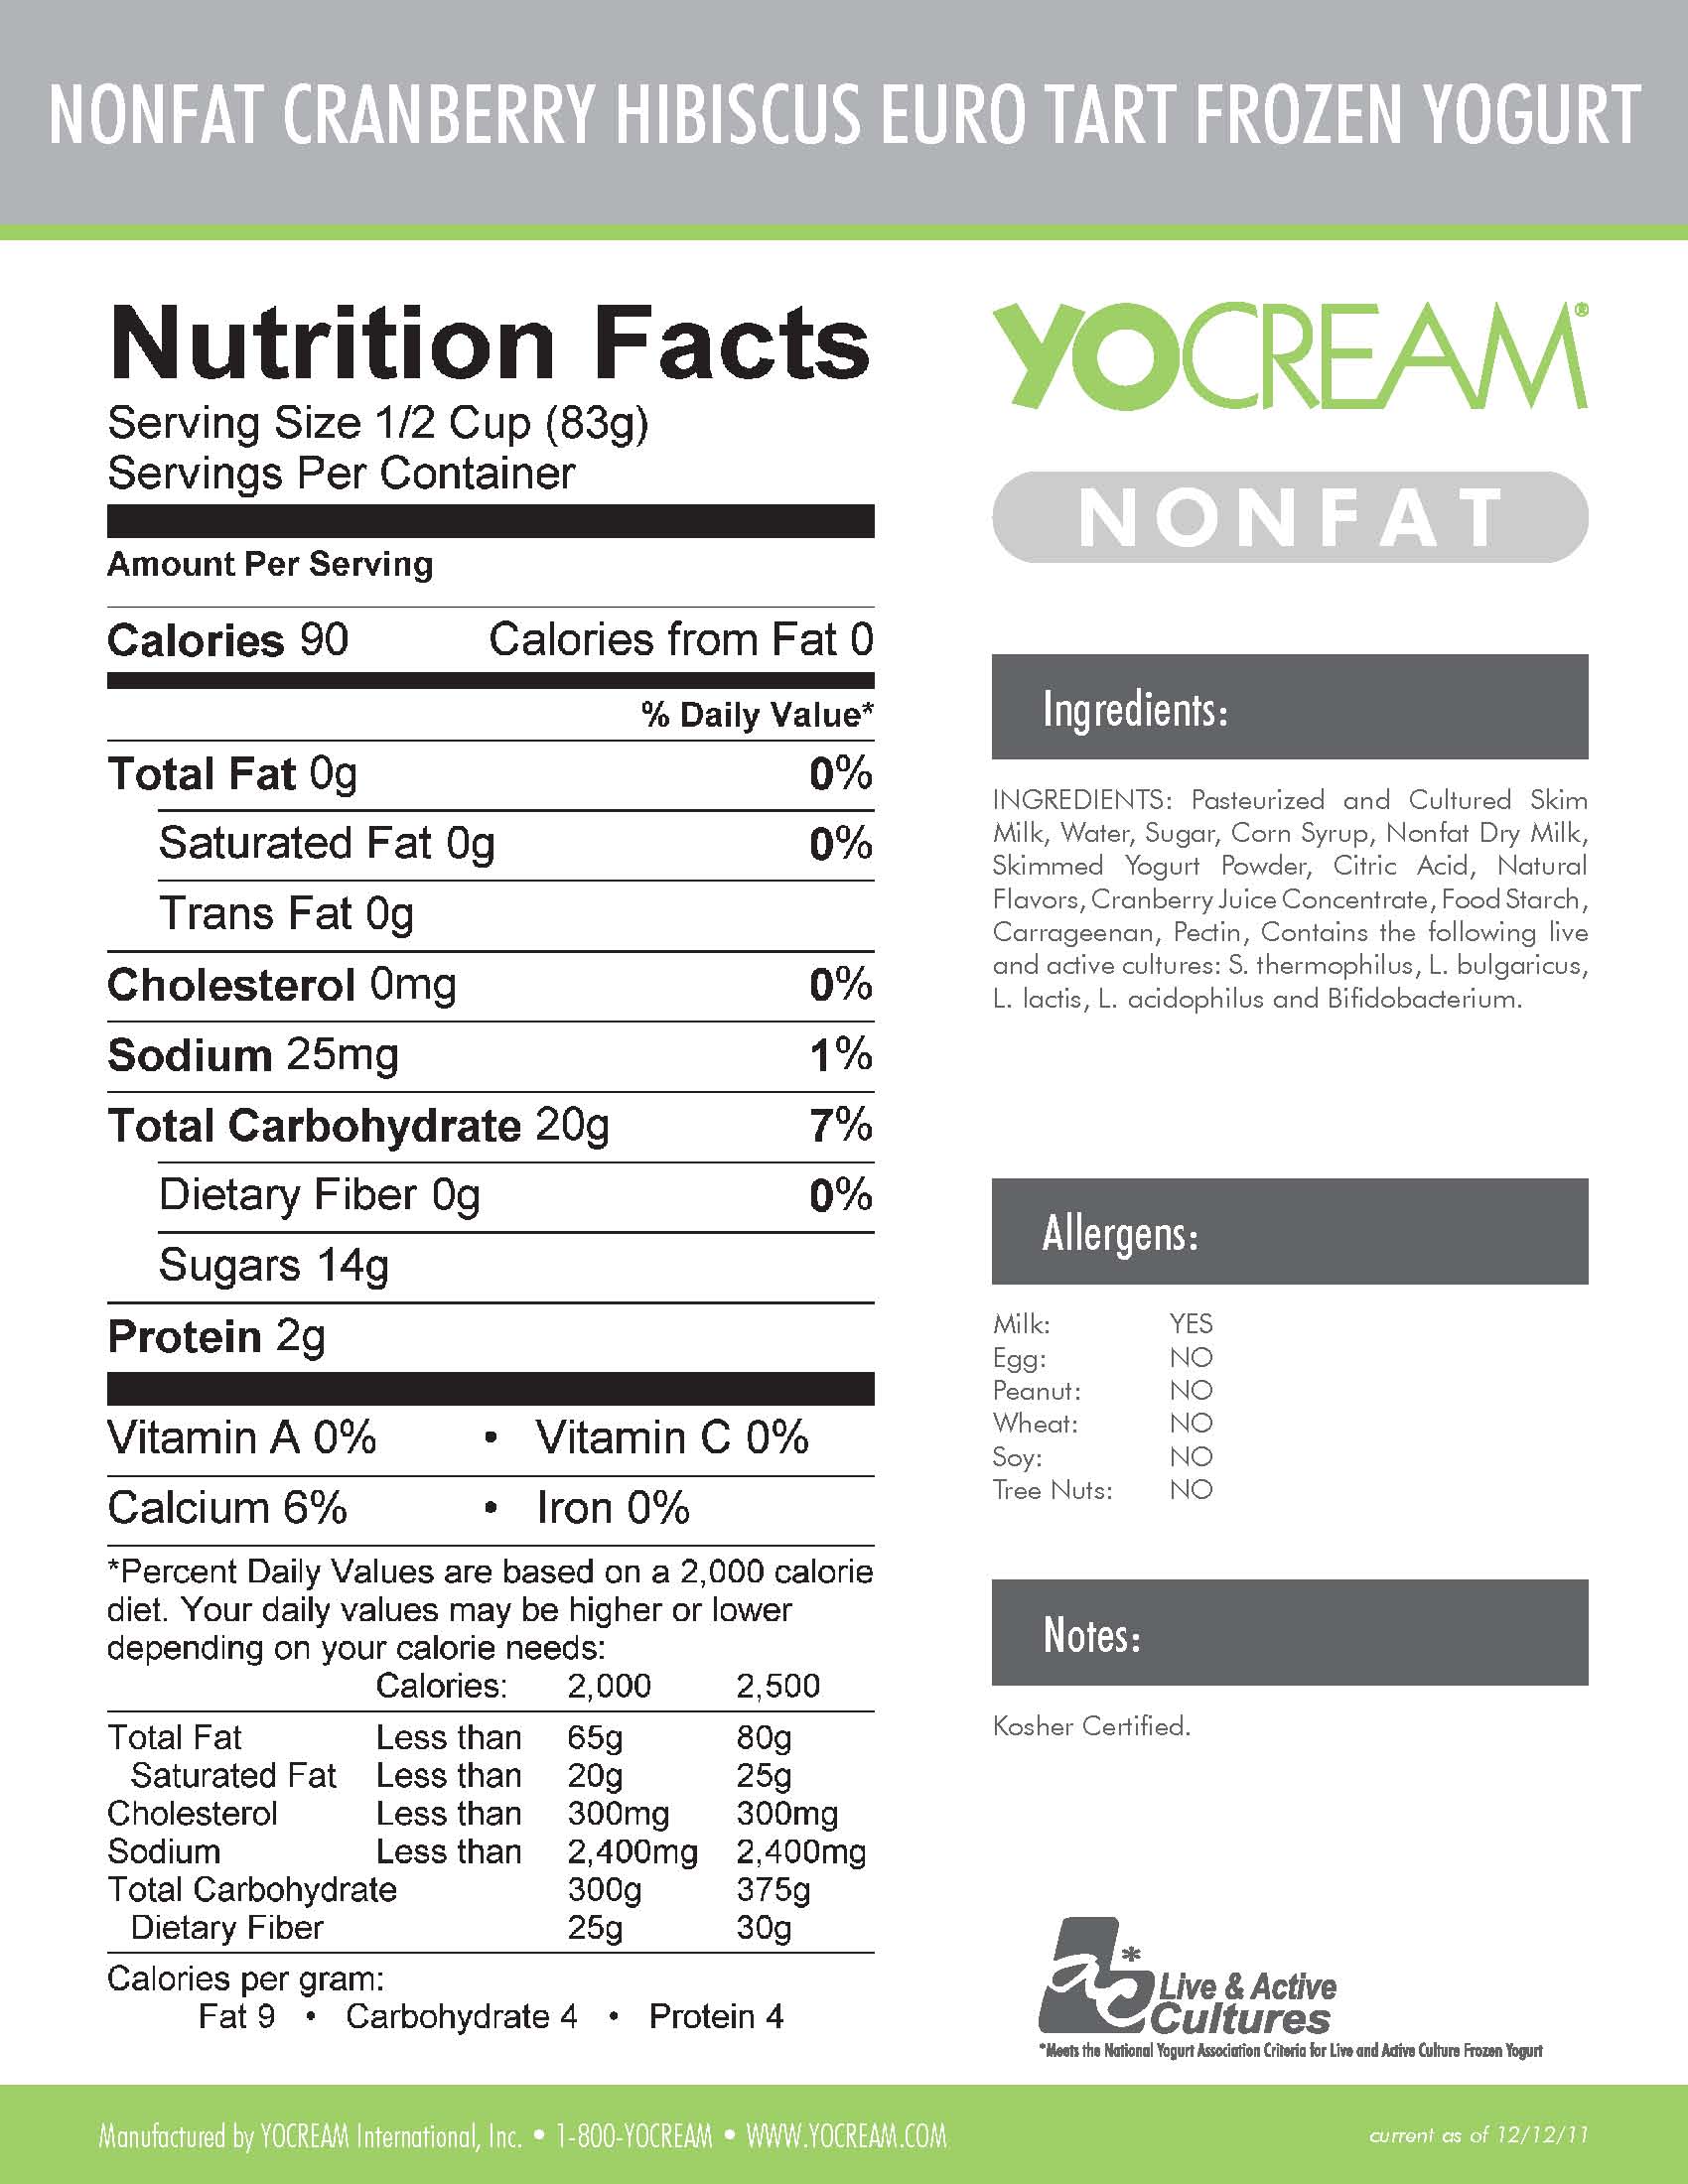 NONFAT CRANBERRY HIBISCUS EURO TART FROZEN YOGURT
Nutrition Facts
Serving Size 1/2 Cup (83g)
Servings Per Container
Amount Per Serving
Calories 90 Calories from Fat 0
% Daily Value*
Total Fat 0g 0%
Saturated Fat 0g 0%
Trans Fat 0g
Cholesterol 0mg 0%
Sodium 25mg 1%
Total Carbohydrate 20g 7%
Dietary Fiber 0g 0%
Sugars 14g
Protein 2g
Vitamin A 0% • Vitamin C 0%
Calcium 6% • Iron 0%
*Percent Daily Values are based on a 2,000 calorie
diet. Your daily values may be higher or lower
depending on your calorie needs:
Calories: 2,000 2,500
Total Fat Less than 65g 80g
Saturated Fat Less than 20g 25g
Cholesterol Less than 300mg 300mg
Sodium Less than 2,400mg 2,400mg
Total Carbohydrate 300g 375g
Dietary Fiber 25g 30g
Calories per gram:
Fat 9 • Carbohydrate 4 • Protein 4
YOCREAM®
NONFAT
Ingredients:
INGREDIENTS: Pasteurized and Cultured Skim
Milk, Water, Sugar, Corn Syrup, Nonfat Dry Milk,
Skimmed Yogurt Powder, Citric Acid, Natural
Flavors, Cranberry Juice Concentrate, Food Starch,
Carrageenan, Pectin, Contains the following live
and active cultures: S. thermophilus, L. bulgaricus,
L. lactis, L. acidophilus and Bifidobacterium.
Allergens:
Milk: YES
Egg: NO
Peanut: NO
Wheat: NO
Soy: NO
Tree Nuts: NO
Notes:
Kosher Certified.
ac*
Live & Active
Cultures
*Meets the National Yogurt Association Criteria for Live and Active Culture Frozen Yogurt
Manufactured by YOCREAM International, Inc. • 1-800-YOCREAM • WWW.YOCREAM.COM
current as of 12/12/11